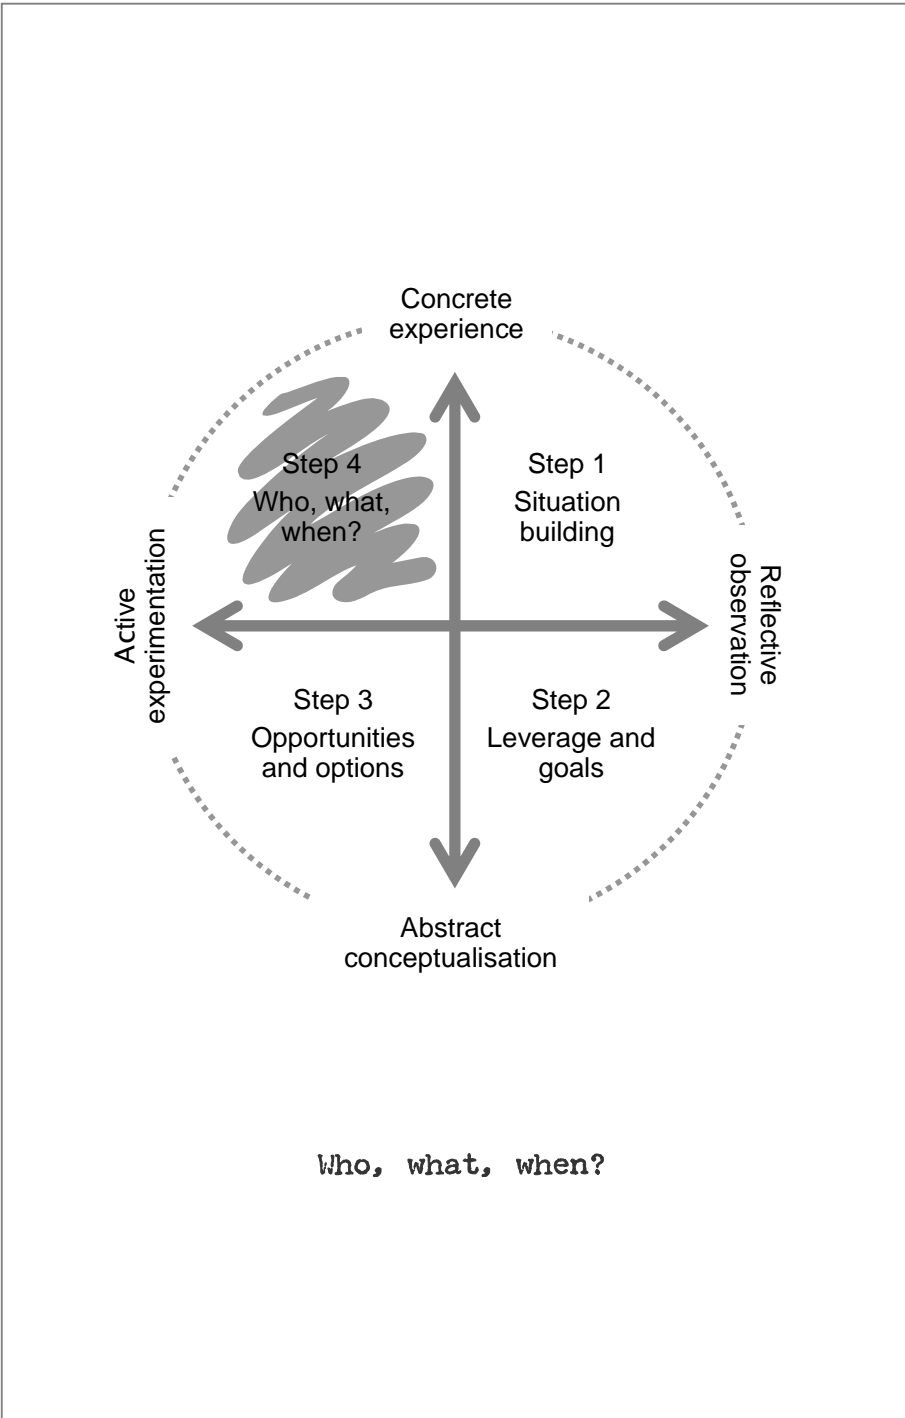 Concrete
experience
Step 4
Who, what,
when?
Step 1
Situation
building
Active
experimentation
Reflective
observation
Step 3
Opportunities
and options
Step 2
Leverage and
goals
Abstract
conceptualisation
Who, what, when?